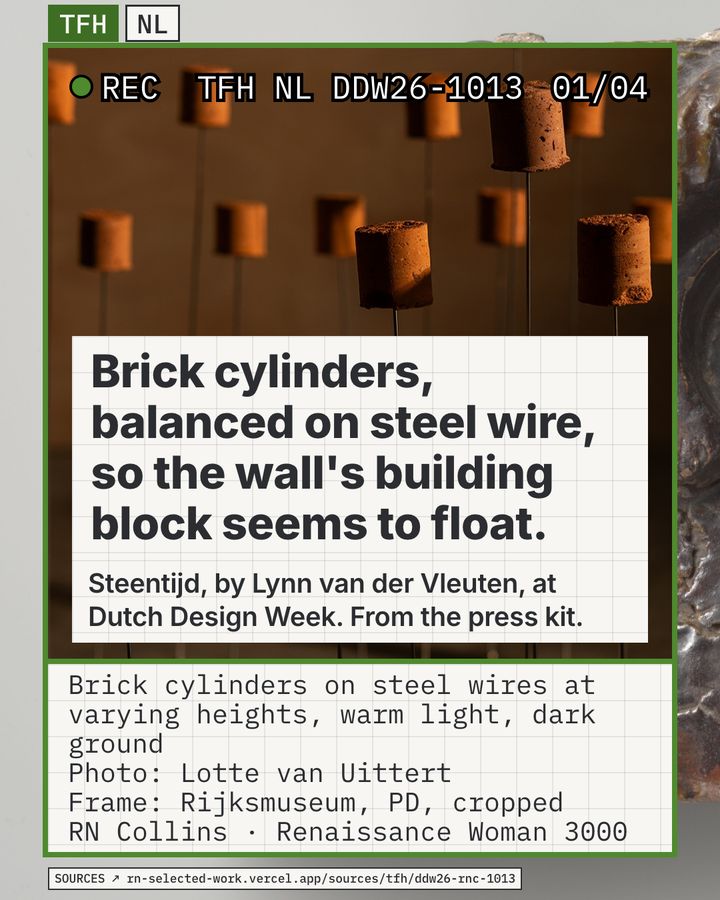 TFH NL
REC TFH NL DDW26-1013 01/04
Brick cylinders,
balanced on steel wire,
so the wall's building
block seems to float.
Steentijd, by Lynn van der Vleuten, at
Dutch Design Week. From the press kit.
Brick cylinders on steel wires at
varying heights, warm light, dark
ground
Photo: Lotte van Uittert
Frame: Rijksmuseum, PD, cropped
RN Collins · Renaissance Woman 3000
SOURCES ↗ rn-selected-work.vercel.app/sources/tfh/ddw26-rnc-1013